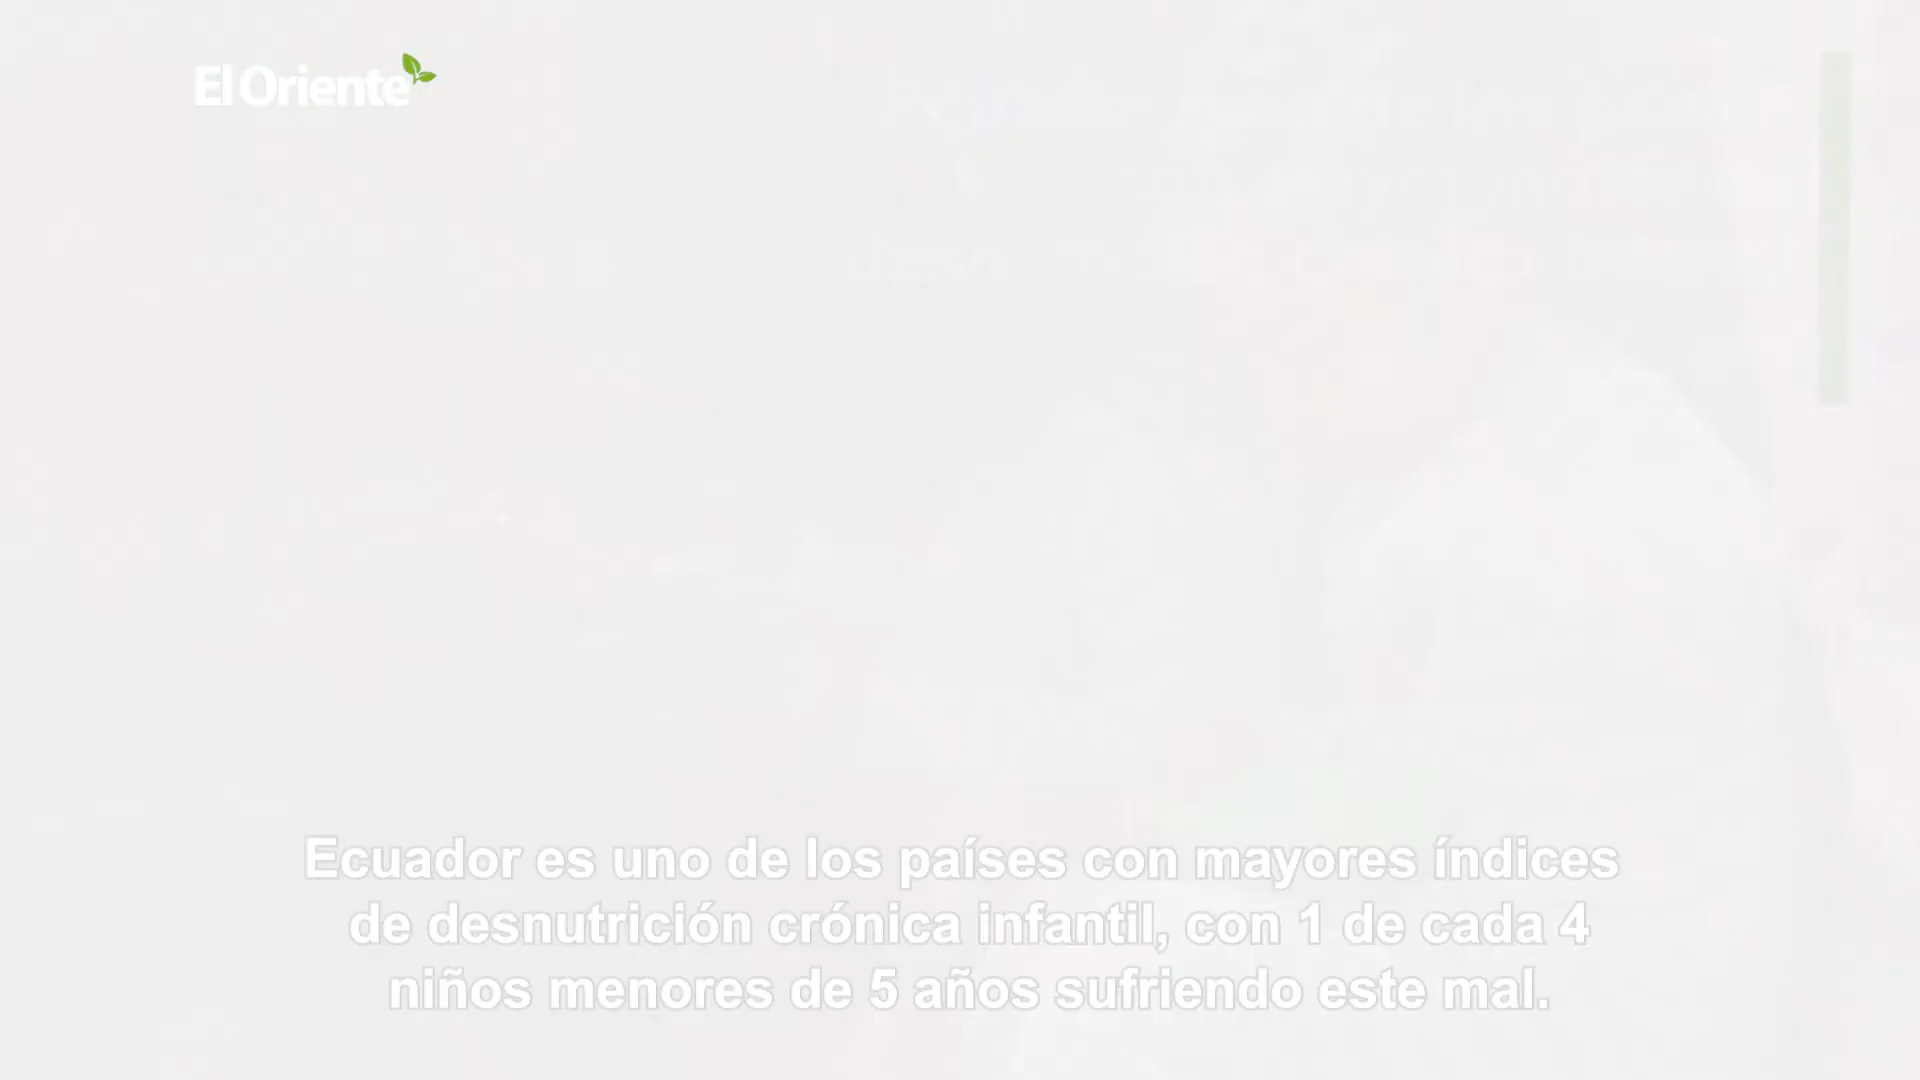 El Oriente
Ecuador es uno de los países con mayores índices
de desnutrición crónica infantil, con 1 de cada 4
niños menores de 5 años sufriendo este mal.